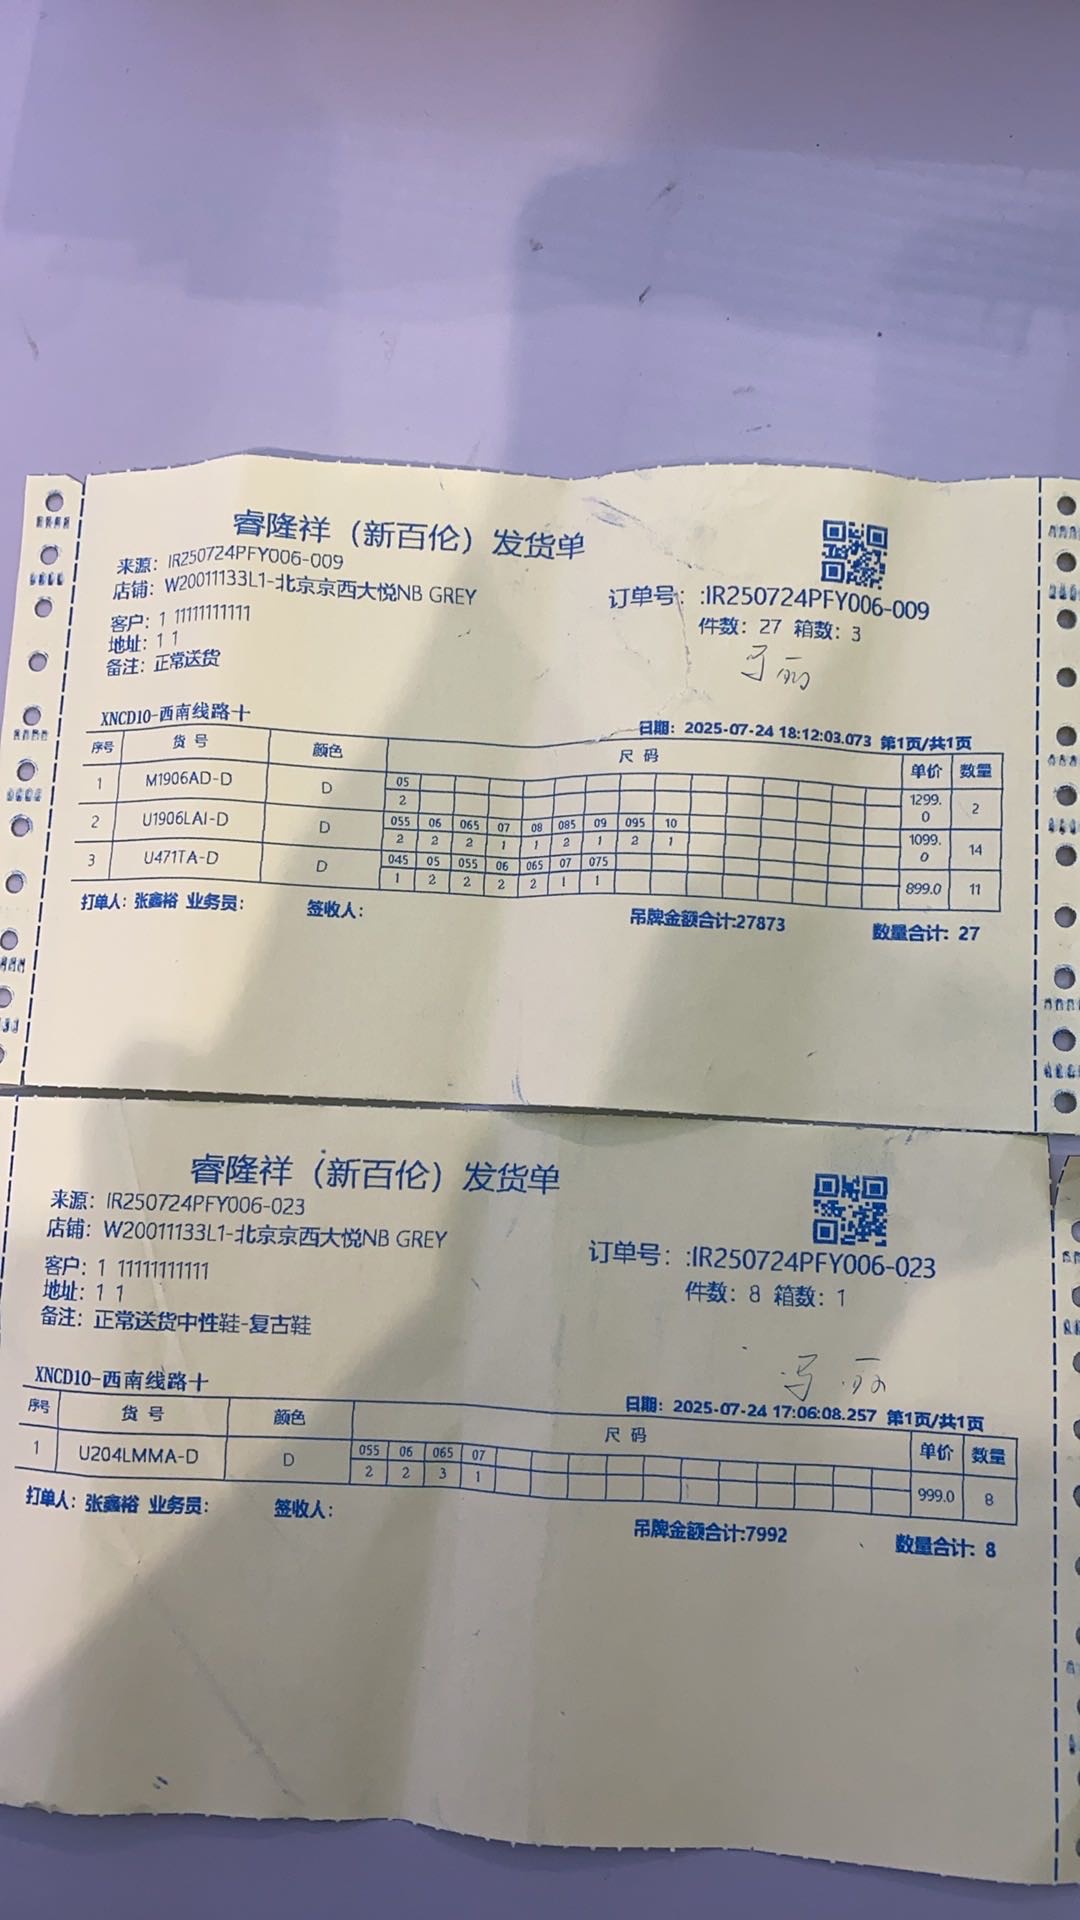 睿隆祥（新百伦）发货单
来源：IR250724PFY006-009
店铺：W20011133L1-北京京西大悦NB GREY
订单号：:IR250724PFY006-009
客户：1 11111111111
件数：27 箱数：3
地址：1 1
备注：正常送货
XNCD10-西南线路十
日期：2025-07-24 18:12:03.073 第1页/共1页
序号 货号 颜色 尺码 单价 数量
1 M1906AD-D D 05 1299.0 2
2
2 U1906LAI-D D 055 06 065 07 08 085 09 095 10 1099.0 14
2 2 2 1 1 2 1 2 1
3 U471TA-D D 045 05 055 06 065 07 075 899.0 11
1 2 2 2 2 1 1
打单人：张鑫裕 业务员： 签收人： 吊牌金额合计:27873 数量合计：27
睿隆祥（新百伦）发货单
来源：IR250724PFY006-023
店铺：W20011133L1-北京京西大悦NB GREY
订单号：:IR250724PFY006-023
客户：1 11111111111
件数：8 箱数：1
地址：1 1
备注：正常送货中性鞋-复古鞋
XNCD10-西南线路十
日期：2025-07-24 17:06:08.257 第1页/共1页
序号 货号 颜色 尺码 单价 数量
1 U204LMMA-D D 055 06 065 07 999.0 8
2 2 3 1
打单人：张鑫裕 业务员： 签收人： 吊牌金额合计:7992 数量合计：8